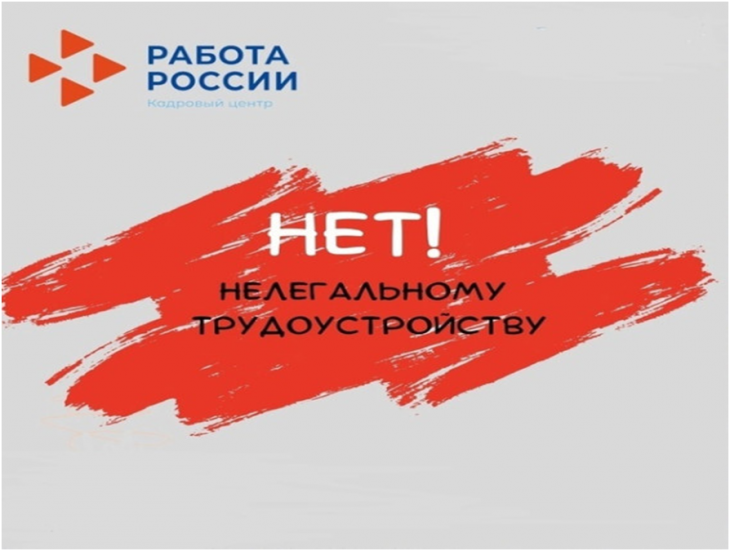 РАБОТА
РОССИИ
Кадровый центр
НЕТ!
НЕЛЕГАЛЬНОМУ
ТРУДОУСТРОЙСТВУ